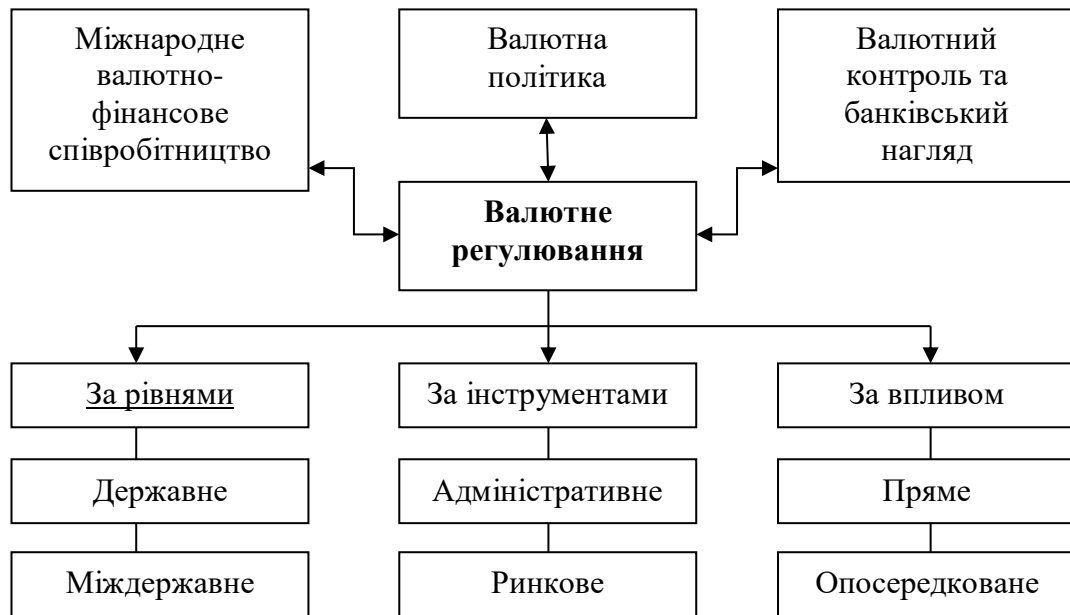 Міжнародне
валютно-
фінансове
співробітництво
Валютна
політика
Валютний
контроль та
банківський
нагляд
Валютне
регулювання
За рівнями
За інструментами
За впливом
Державне
Адміністративне
Пряме
Міждержавне
Ринкове
Опосередковане